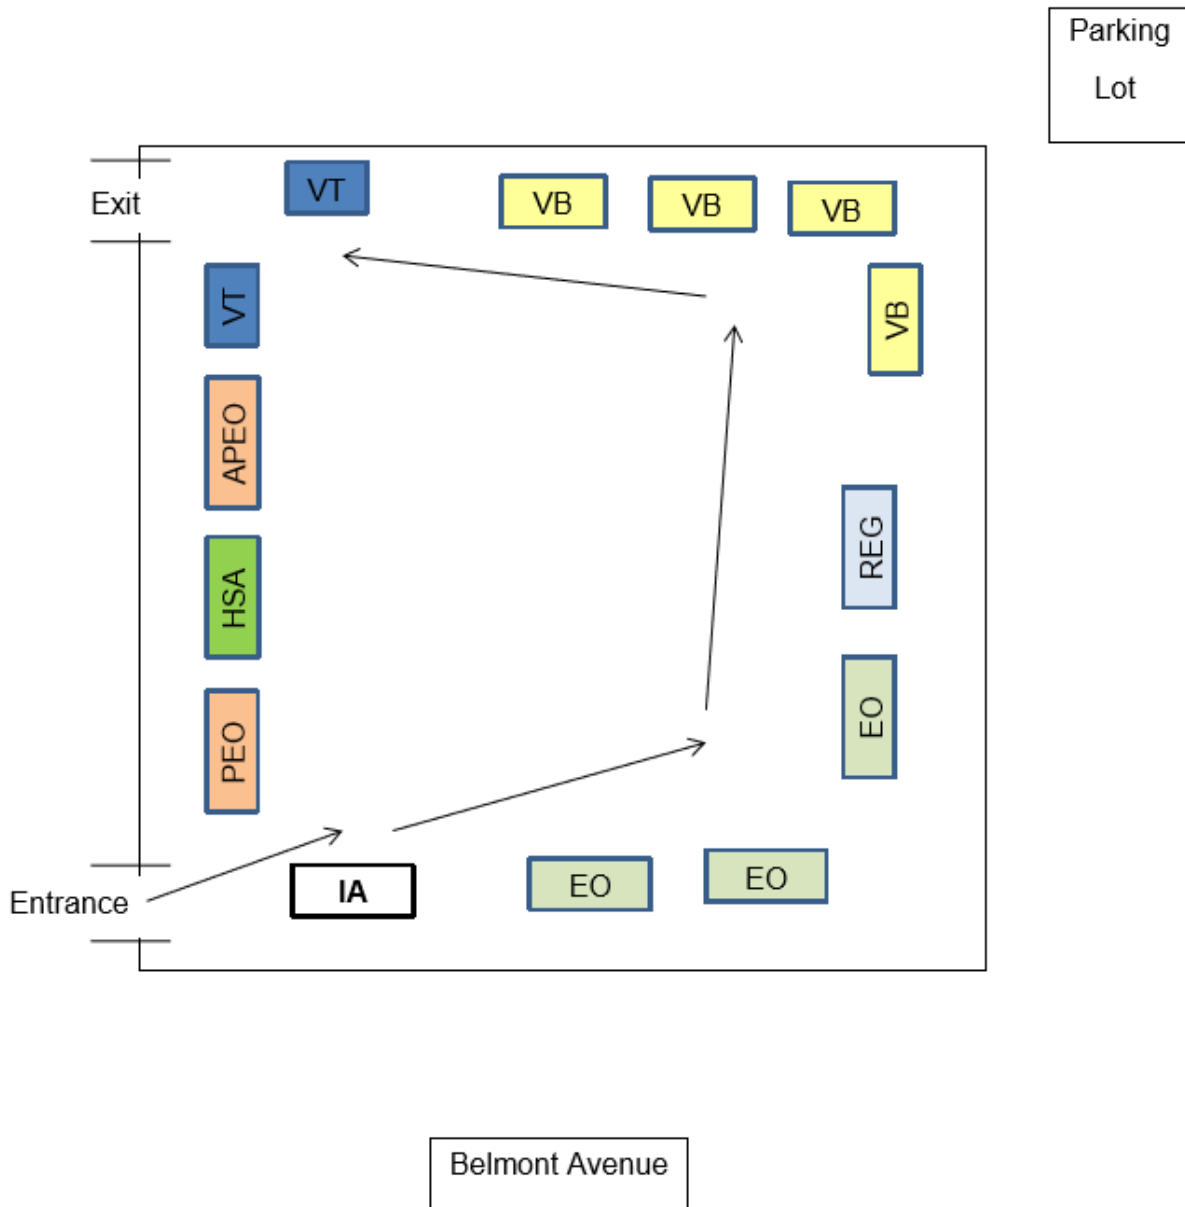 Parking
Lot
Exit
VT
VB
VB
VB
VT
VB
APEO
REG
HSA
EO
PEO
Entrance
IA
EO
EO
Belmont Avenue